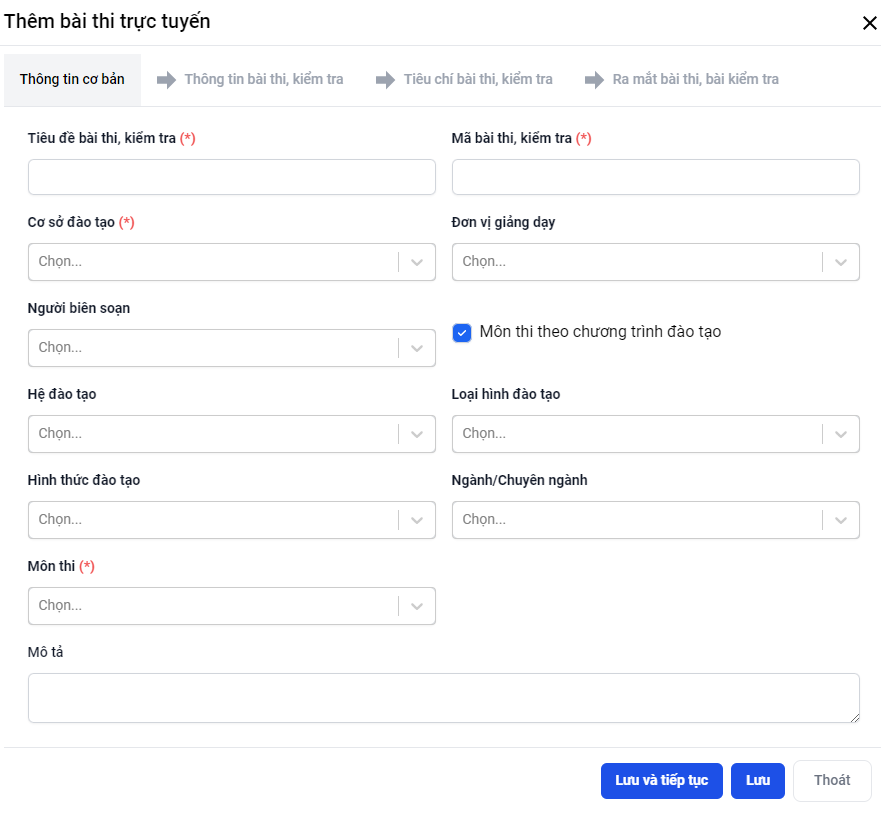 Thêm bài thi trực tuyến
Thông tin cơ bản
Thông tin bài thi, kiểm tra
Tiêu chí bài thi, kiểm tra
Ra mắt bài thi, bài kiểm tra
Tiêu đề bài thi, kiểm tra (*)
Mã bài thi, kiểm tra (*)
Cơ sở đào tạo (*)
Đơn vị giảng dạy
Chọn...
Chọn...
Người biên soạn
Chọn...
Môn thi theo chương trình đào tạo
Hệ đào tạo
Loại hình đào tạo
Chọn...
Chọn...
Hình thức đào tạo
Ngành/Chuyên ngành
Chọn...
Chọn...
Môn thi (*)
Chọn...
Mô tả
Lưu và tiếp tục
Lưu
Thoát